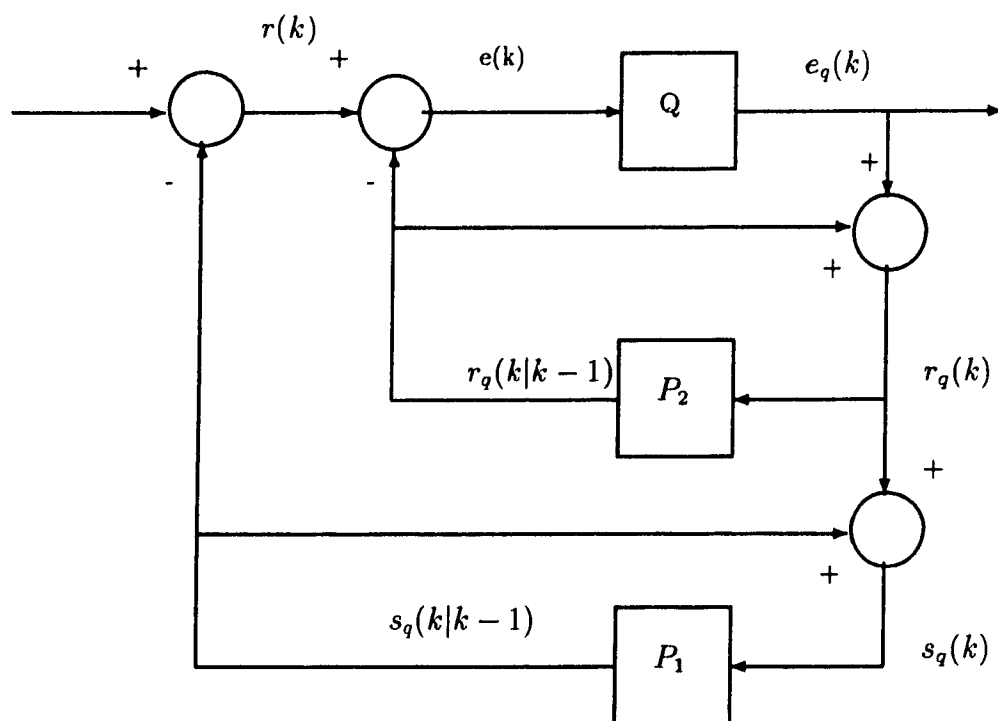 r(k)
+ + e(k) Q e_q(k)
- - +
+
r_q(k|k − 1) P_2 r_q(k)
+
+
s_q(k|k − 1) P_1 s_q(k)